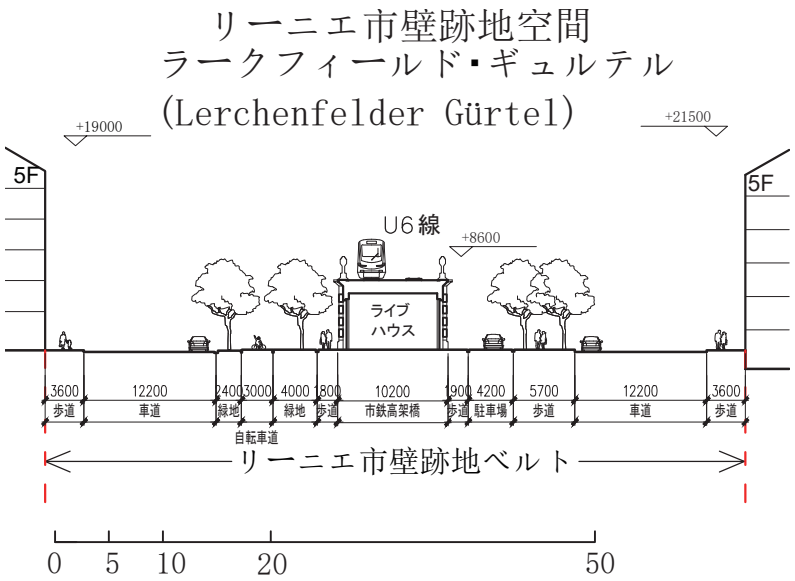 リーニエ市壁跡地空間
ラークフィールド・ギュルテル
(Lerchenfelder Gürtel)
+19000
+21500
5F
5F
U6線
+8600
ライブ
ハウス
3600 12200 2400 3000 4000 1800 10200 1900 4200 5700 12200 3600
歩道 車道 緑地 緑地 歩道 市鉄高架橋 歩道 駐車場 歩道 車道 歩道
自転車道
リーニエ市壁跡地ベルト
0 5 10 20 50